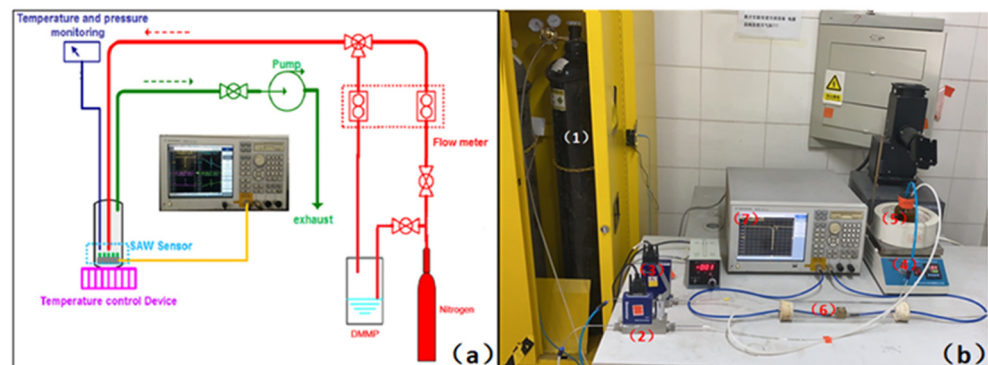 Temperature and pressure
monitoring
Pump
Flow meter
exhaust
SAW Sensor
Temperature control Device
DMMP
Nitrogen
(a)
(1)
(7)
(5)
(4)
(3)
-001
(6)
(2)
(b)